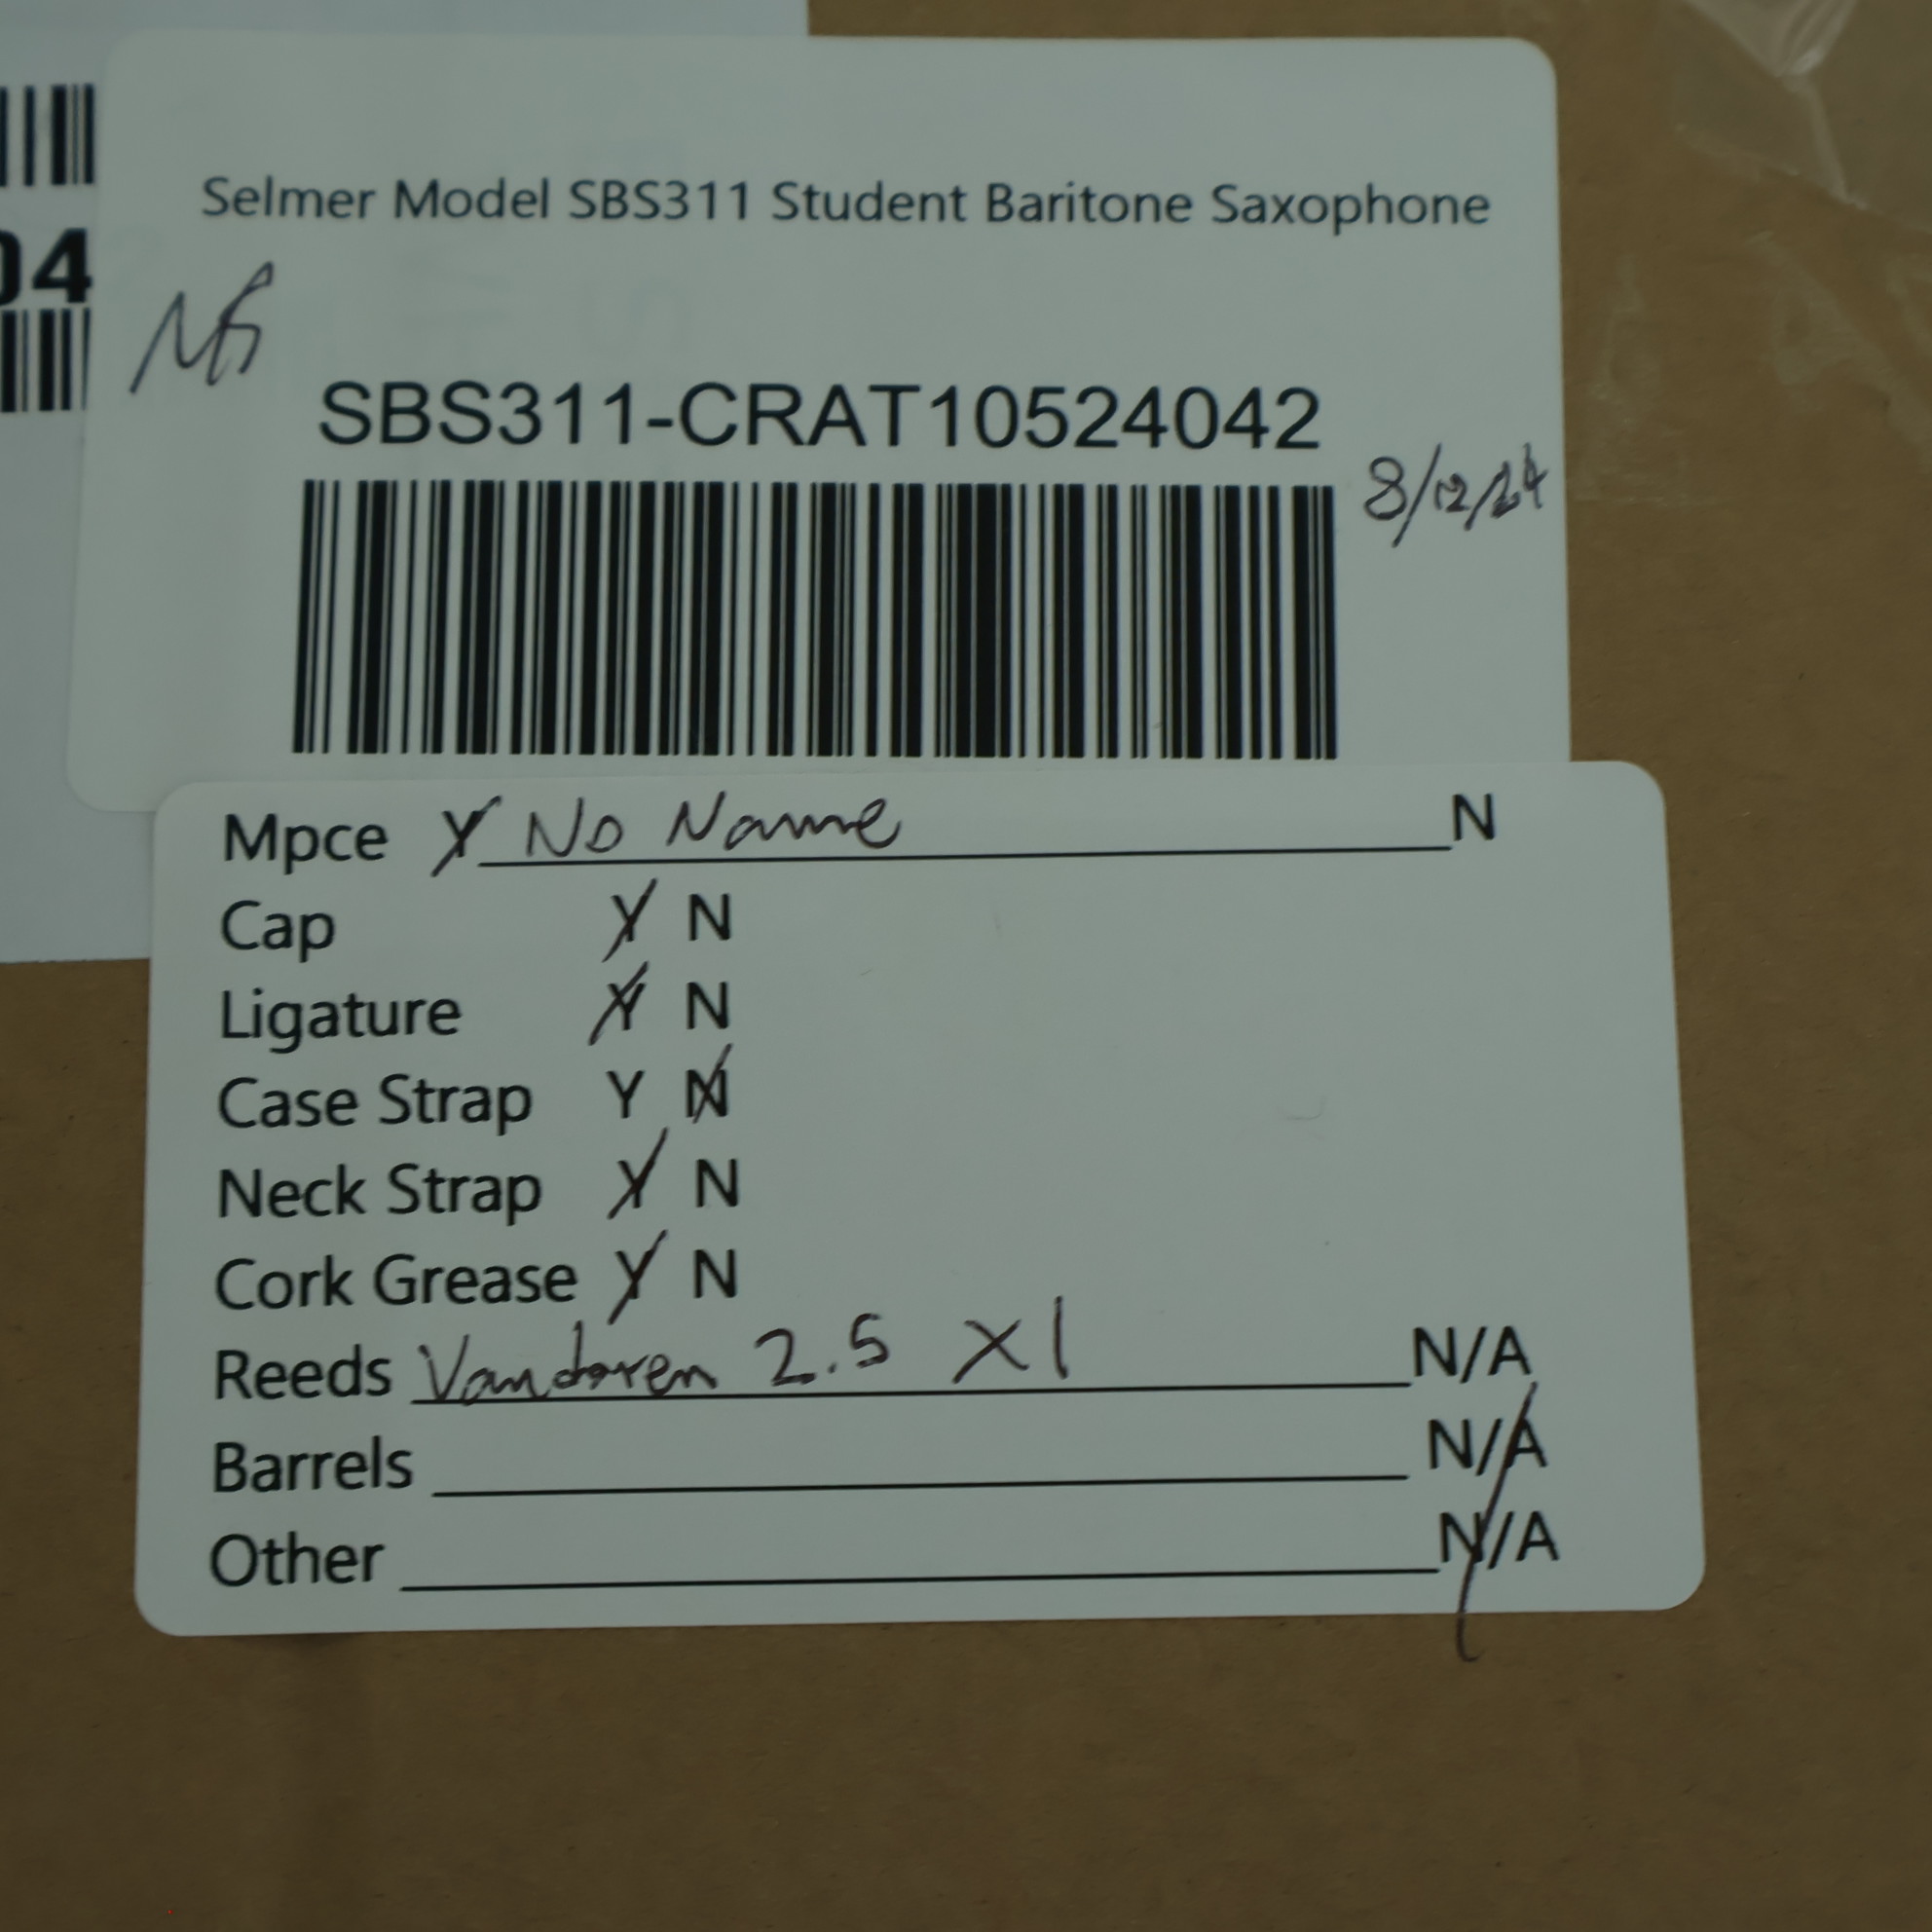 04
Selmer Model SBS311 Student Baritone Saxophone
SBS311-CRAT10524042
8/12/24
Mpce Y No Name N
Cap Y N
Ligature Y N
Case Strap Y N
Neck Strap Y N
Cork Grease Y N
Reeds Vandoren 2.5 X1 N/A
Barrels N/A
Other N/A